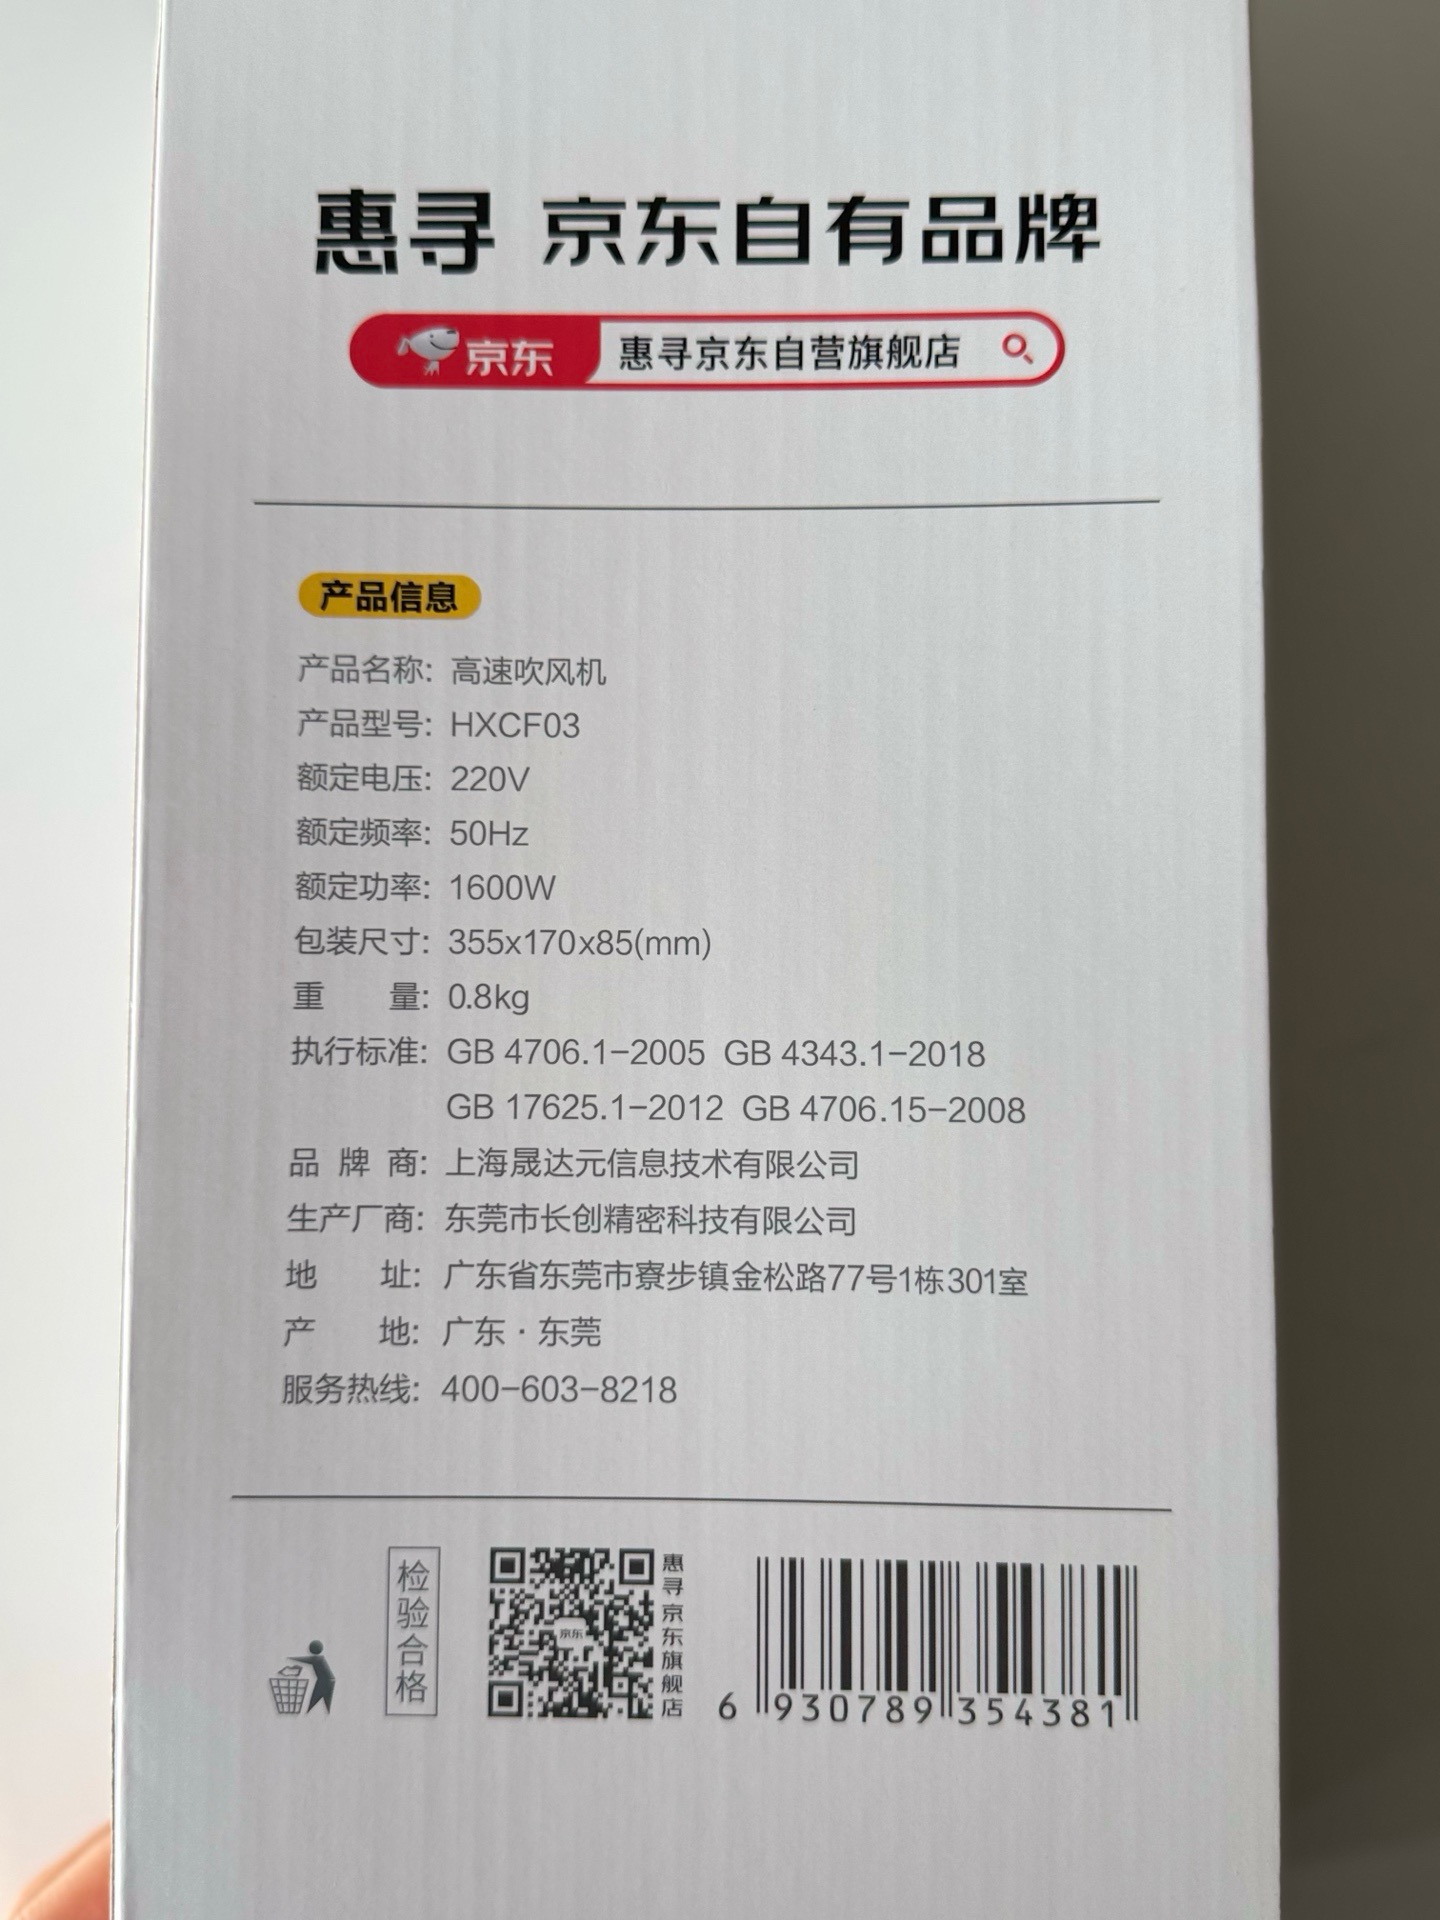 惠寻 京东自有品牌
京东 惠寻京东自营旗舰店
产品信息
产品名称: 高速吹风机
产品型号: HXCF03
额定电压: 220V
额定频率: 50Hz
额定功率: 1600W
包装尺寸: 355x170x85(mm)
重 量: 0.8kg
执行标准: GB 4706.1-2005 GB 4343.1-2018
GB 17625.1-2012 GB 4706.15-2008
品 牌 商: 上海晟达元信息技术有限公司
生产厂商: 东莞市长创精密科技有限公司
地 址: 广东省东莞市寮步镇金松路77号1栋301室
产 地: 广东·东莞
服务热线: 400-603-8218
检验合格
京东
惠寻京东旗舰店
6 930789 354381